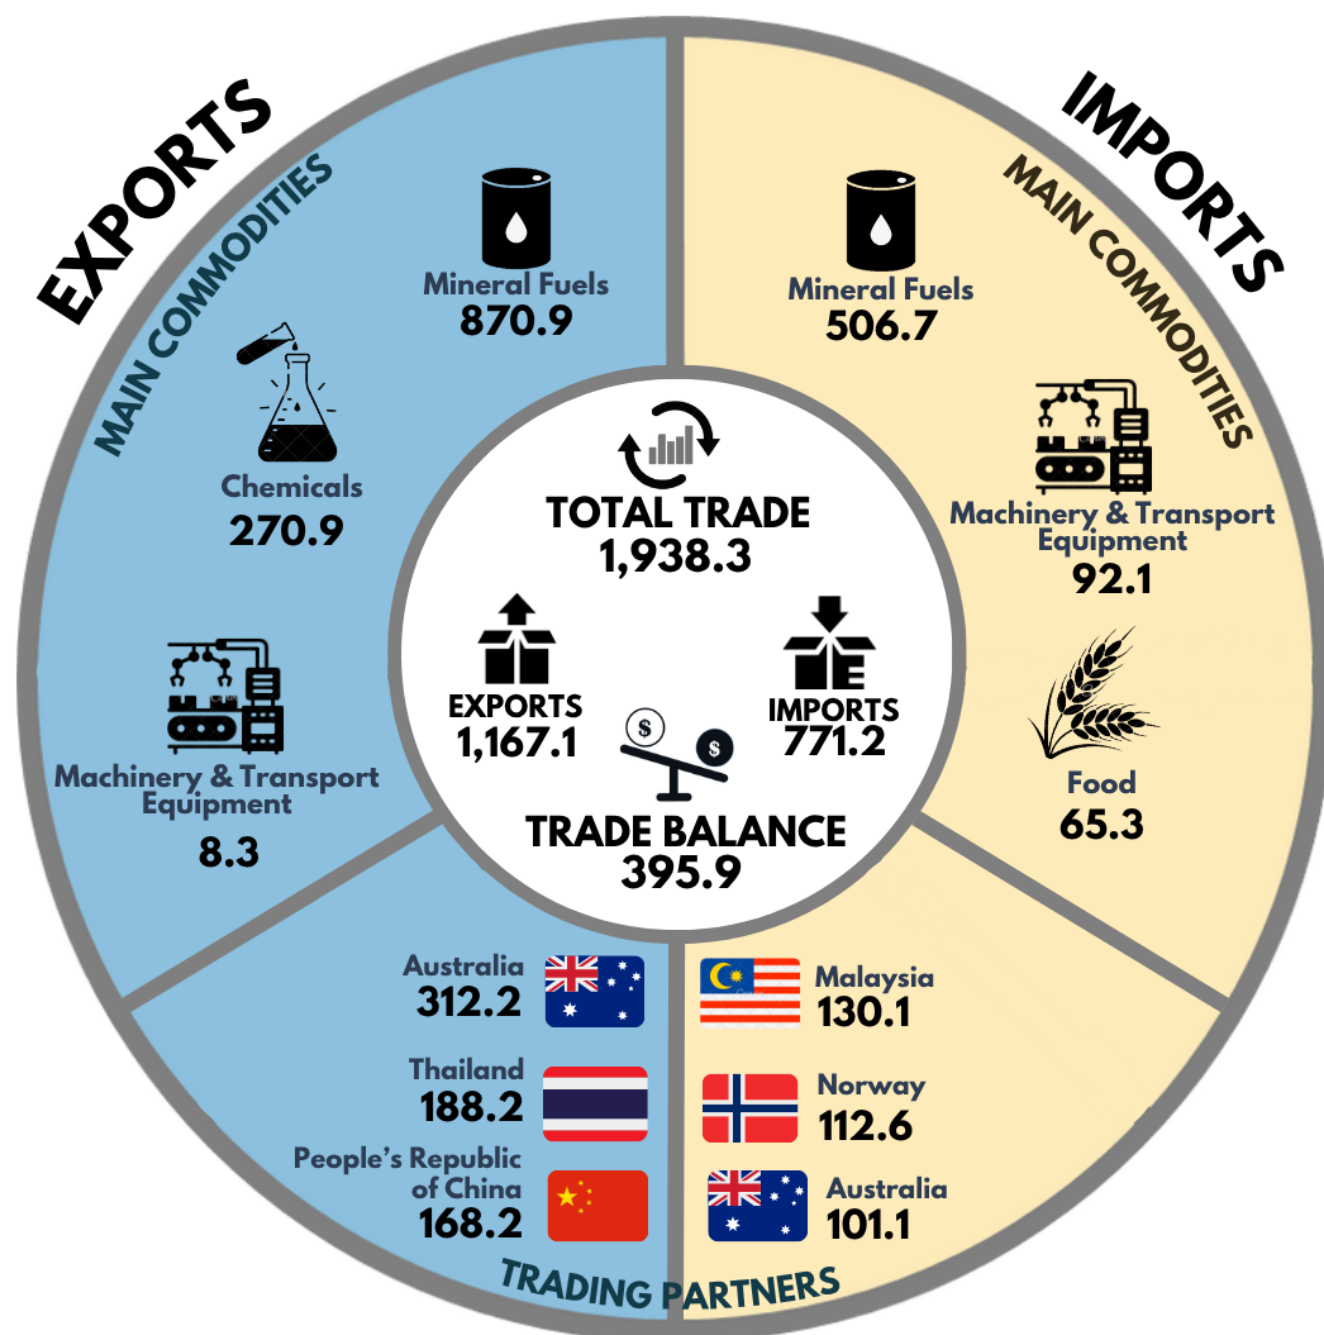 EXPORTS
MAIN COMMODITIES
Mineral Fuels
870.9
Chemicals
270.9
Machinery & Transport
Equipment
8.3
IMPORTS
MAIN COMMODITIES
Mineral Fuels
506.7
Machinery & Transport
Equipment
92.1
Food
65.3
TOTAL TRADE
1,938.3
EXPORTS
1,167.1
IMPORTS
771.2
$
$
TRADE BALANCE
395.9
Australia
312.2
Thailand
188.2
People’s Republic
of China
168.2
Malaysia
130.1
Norway
112.6
Australia
101.1
TRADING PARTNERS